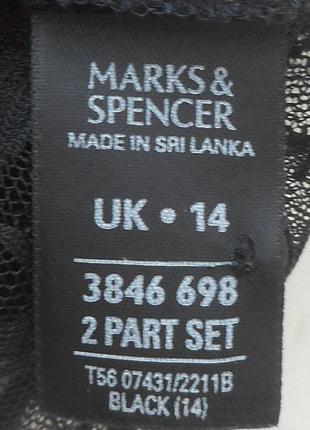 MARKS &
SPENCER
MADE IN SRI LANKA
UK • 14
3846 698
2 PART SET
T56 07431/2211B
BLACK (14)